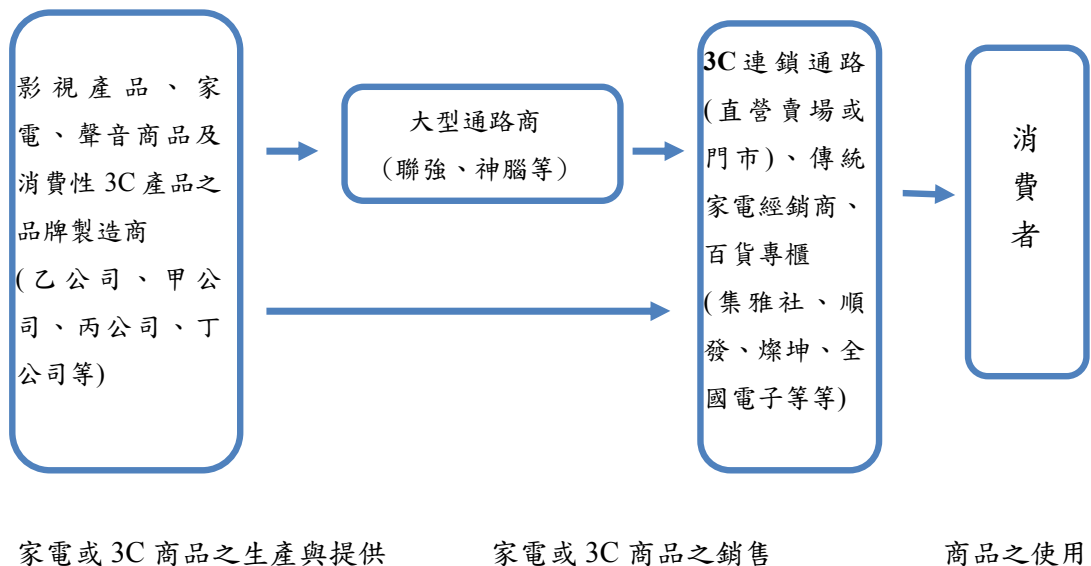 影視產品、家
電、聲音商品及
消費性 3C 產品之
品牌製造商
(乙公司、甲公
司、丙公司、丁
公司等)
大型通路商
（聯強、神腦等）
3C 連鎖通路
(直營賣場或
門市)、傳統
家電經銷商、
百貨專櫃
(集雅社、順
發、燦坤、全
國電子等等)
消
費
者
家電或 3C 商品之生產與提供
家電或 3C 商品之銷售
商品之使用